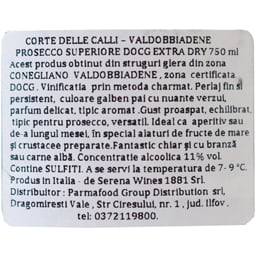 CORTE DELLE CALLI - VALDOBBIADENE
PROSECCO SUPERIORE DOCG EXTRA DRY 750 ml
Acest produs obtinut din struguri glera din zona
CONEGLIANO VALDOBBIADENE, zona certificata
DOCG. Vinificatia prin metoda charmat. Perlaj fin si
persistent, culoare galben pai cu nuante verzui,
parfum delicat, tipic aromat. Gust proaspat, echilibrat,
tipic pentru prosecco, versatil. Ideal ca aperitiv sau
de-a lungul mesei, in special alaturi de fructe de mare
si crustacee preparate. Fantastic chiar si cu branza
sau carne albă. Concentratie alcoolica 11% vol.
Contine SULFITI. A se servi la temperatura de 7- 9°C.
Produs in Italia - de Serena Wines 1881 Srl.
Distribuitor: Parmafood Group Distribution srl,
Dragomiresti Vale, Str Ciresului, nr. 1, jud. Ilfov.
tel: 0372119800.